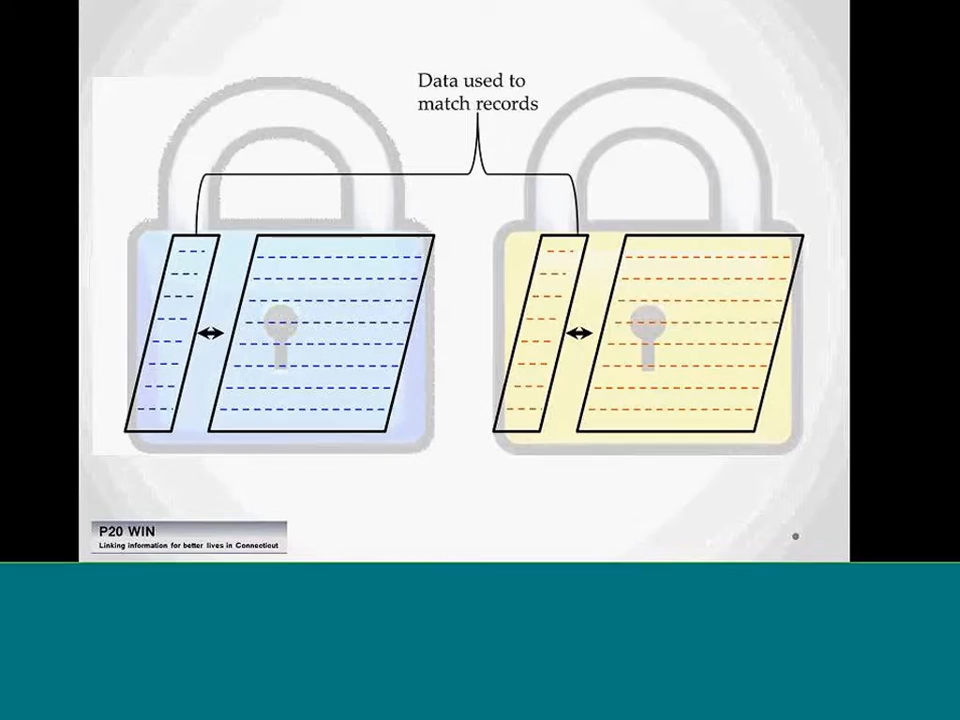 Data used to
match records
P20 WIN
Linking information for better lives in Connecticut